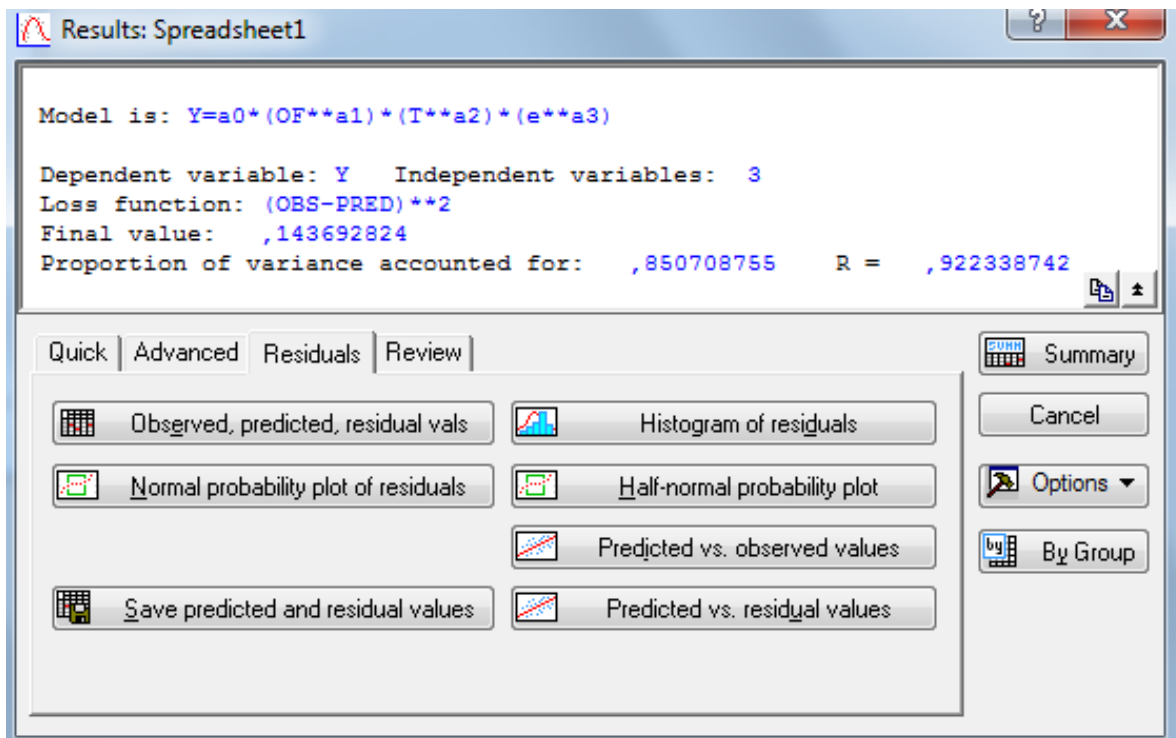 Results: Spreadsheet1
Model is: Y=a0*(OF**a1)*(T**a2)*(e**a3)
Dependent variable: Y Independent variables: 3
Loss function: (OBS-PRED)**2
Final value: ,143692824
Proportion of variance accounted for: ,850708755 R = ,922338742
Quick Advanced Residuals Review
Summary
Observed, predicted, residual vals Histogram of residuals
Cancel
Normal probability plot of residuals Half-normal probability plot
Options
Predicted vs. observed values
by By Group
Save predicted and residual values Predicted vs. residual values